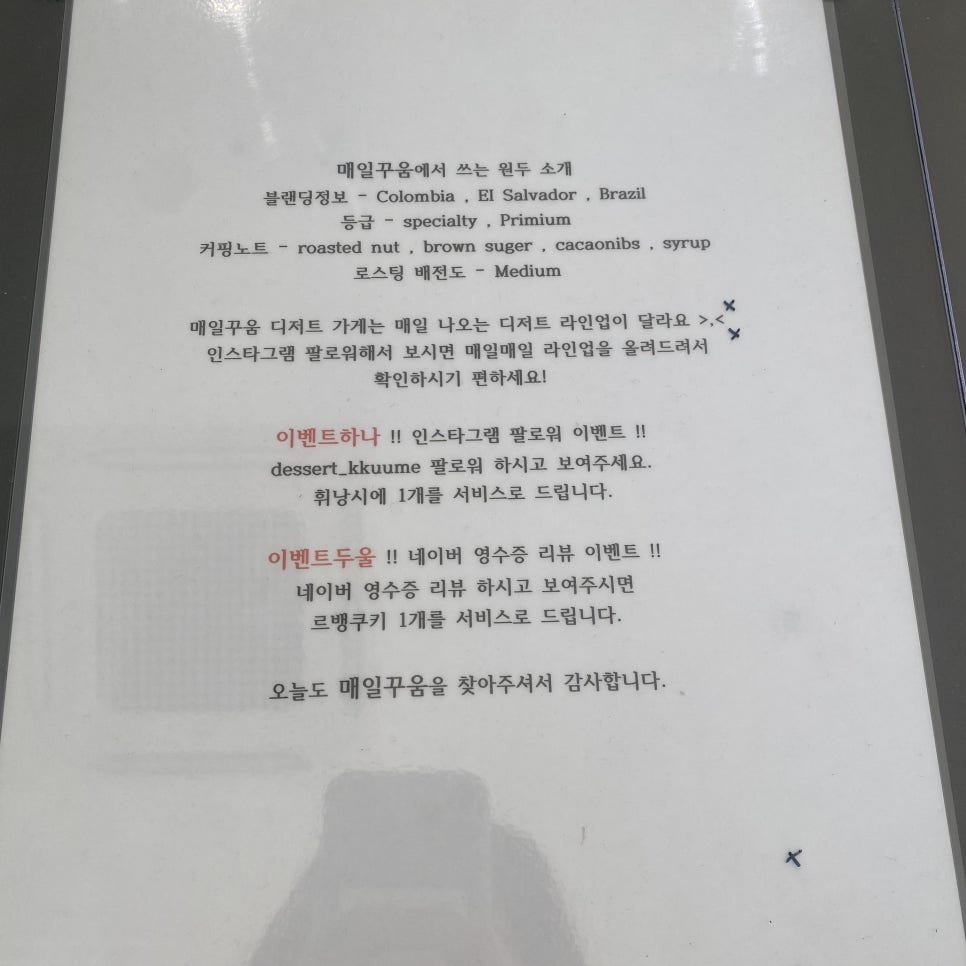 매일꾸움에서 쓰는 원두 소개
블랜딩정보 - Colombia , El Salvador , Brazil
등급 - specialty , Primium
커핑노트 - roasted nut , brown suger , cacaonibs , syrup
로스팅 배전도 - Medium
매일꾸움 디저트 가게는 매일 나오는 디저트 라인업이 달라요 >,<
인스타그램 팔로워해서 보시면 매일매일 라인업을 올려드려서
확인하시기 편하세요!
이벤트하나 !! 인스타그램 팔로워 이벤트 !!
dessert_kkuume 팔로워 하시고 보여주세요.
휘낭시에 1개를 서비스로 드립니다.
이벤트두울 !! 네이버 영수증 리뷰 이벤트 !!
네이버 영수증 리뷰 하시고 보여주시면
르뱅쿠키 1개를 서비스로 드립니다.
오늘도 매일꾸움을 찾아주셔서 감사합니다.